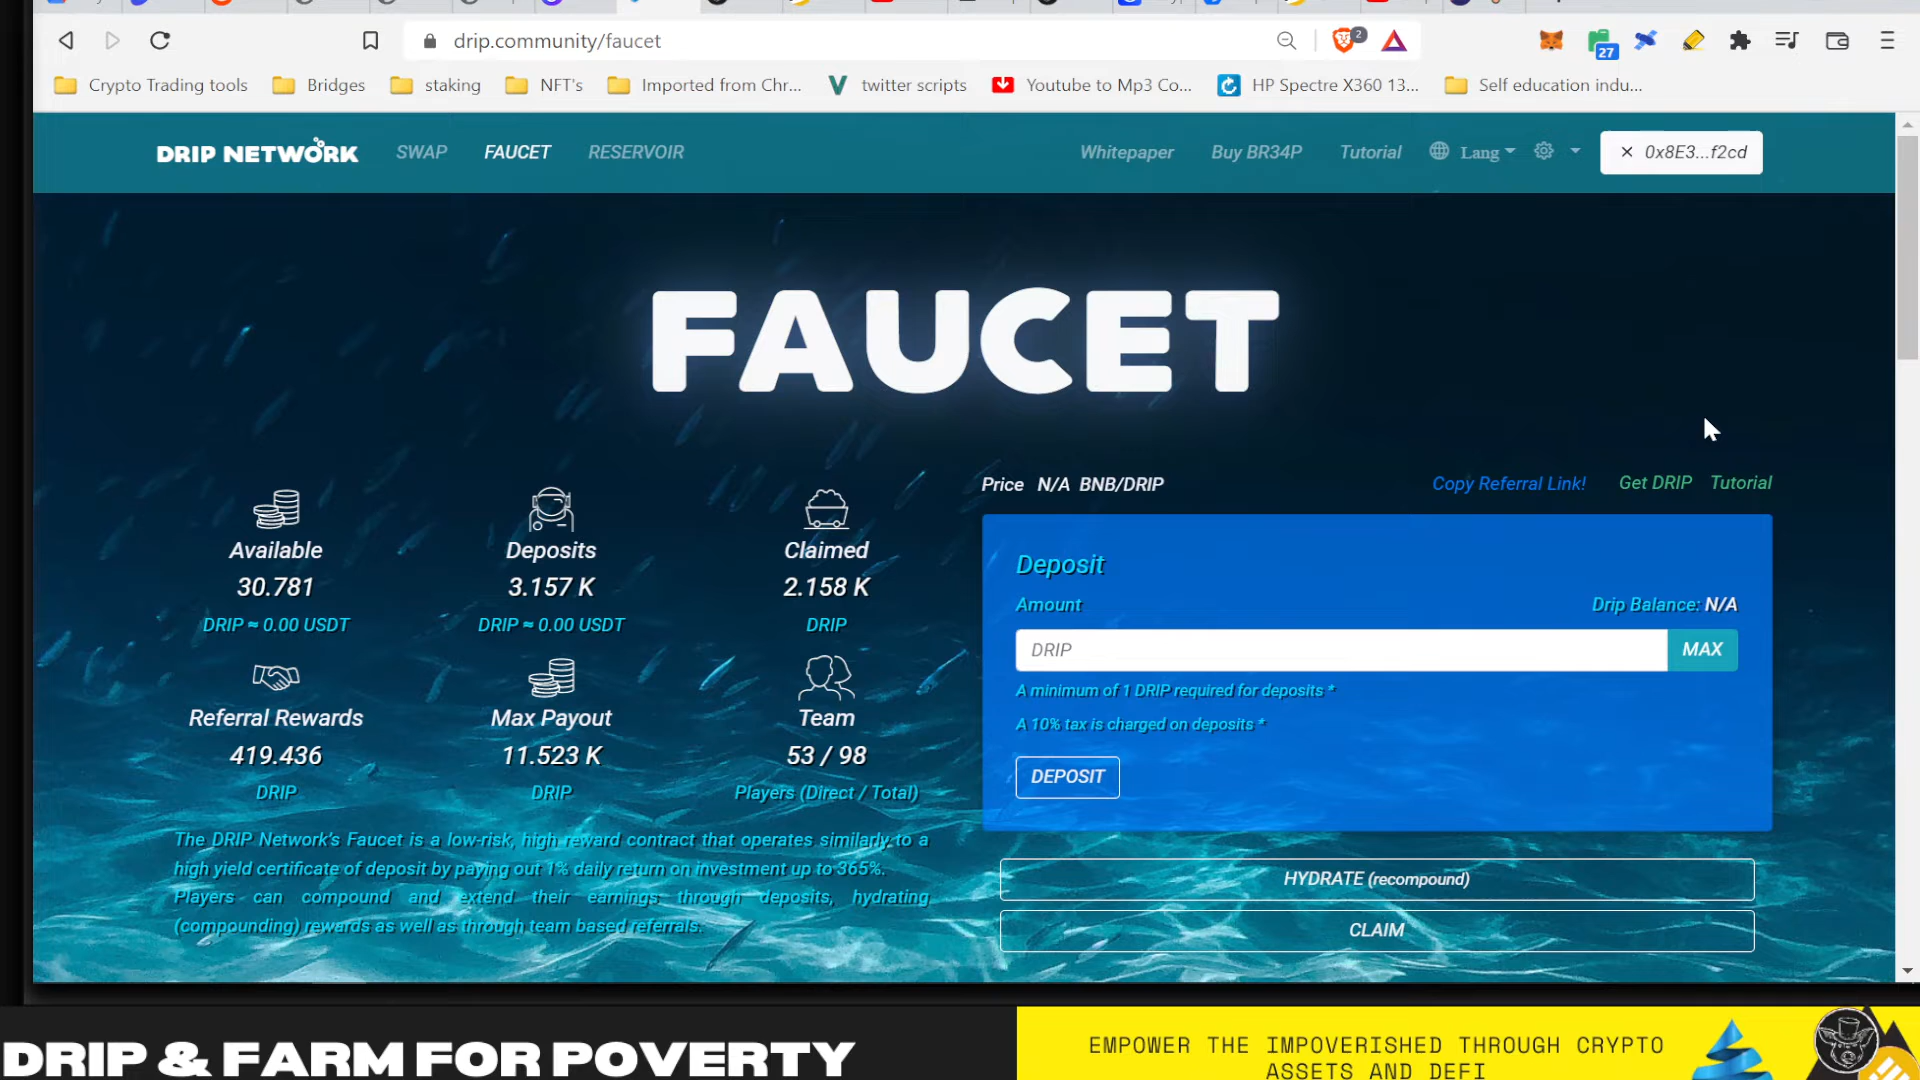 drip.community/faucet
2
27
Crypto Trading tools
Bridges
staking
NFT's
Imported from Chr...
twitter scripts
Youtube to Mp3 Co...
HP Spectre X360 13...
Self education indu...
DRIP NETWORK
SWAP
FAUCET
RESERVOIR
Whitepaper
Buy BR34P
Tutorial
Lang
× 0x8E3...f2cd
FAUCET
Available
30.781
DRIP ≈ 0.00 USDT
Deposits
3.157 K
DRIP ≈ 0.00 USDT
Claimed
2.158 K
DRIP
Referral Rewards
419.436
DRIP
Max Payout
11.523 K
DRIP
Team
53 / 98
Players (Direct / Total)
The DRIP Network's Faucet is a low-risk, high reward contract that operates similarly to a
high yield certificate of deposit by paying out 1% daily return on investment up to 365%.
Players can compound and extend their earnings through deposits, hydrating
(compounding) rewards as well as through team based referrals.
Price N/A BNB/DRIP
Copy Referral Link!
Get DRIP
Tutorial
Deposit
Amount
Drip Balance: N/A
DRIP
MAX
A minimum of 1 DRIP required for deposits *
A 10% tax is charged on deposits *
DEPOSIT
HYDRATE (recompound)
CLAIM
DRIP & FARM FOR POVERTY
EMPOWER THE IMPOVERISHED THROUGH CRYPTO
ASSETS AND DEFI